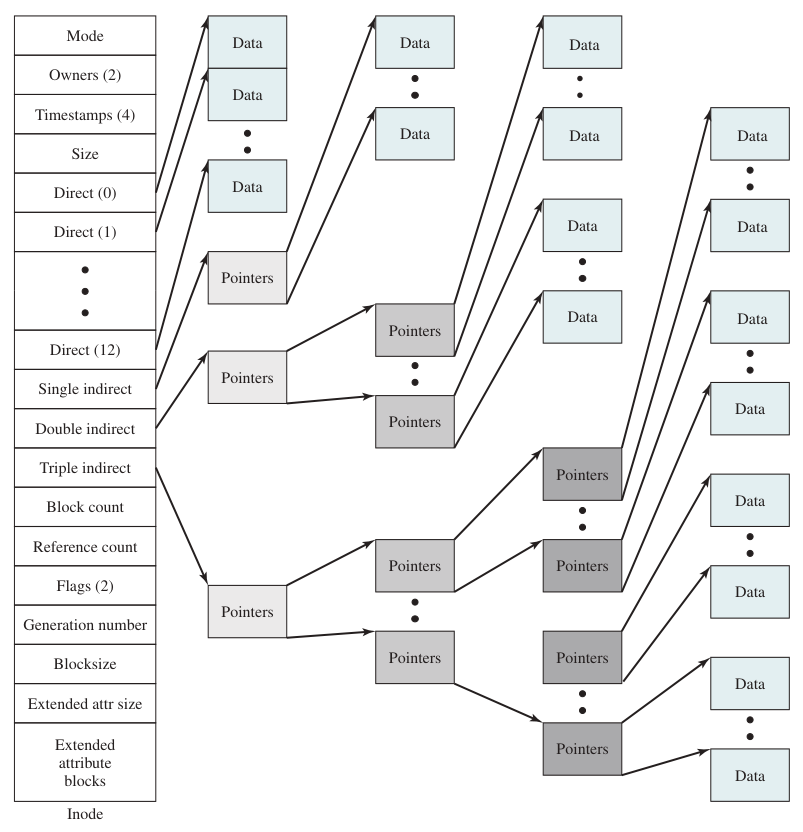 Mode
Owners (2)
Timestamps (4)
Size
Direct (0)
Direct (1)
Direct (12)
Single indirect
Double indirect
Triple indirect
Block count
Reference count
Flags (2)
Generation number
Blocksize
Extended attr size
Extended
attribute
blocks
Inode
Data
Data
Data
Pointers
Pointers
Pointers
Data
Data
Pointers
Pointers
Pointers
Pointers
Data
Data
Data
Data
Pointers
Pointers
Pointers
Pointers
Data
Data
Data
Data
Data
Data
Data
Data